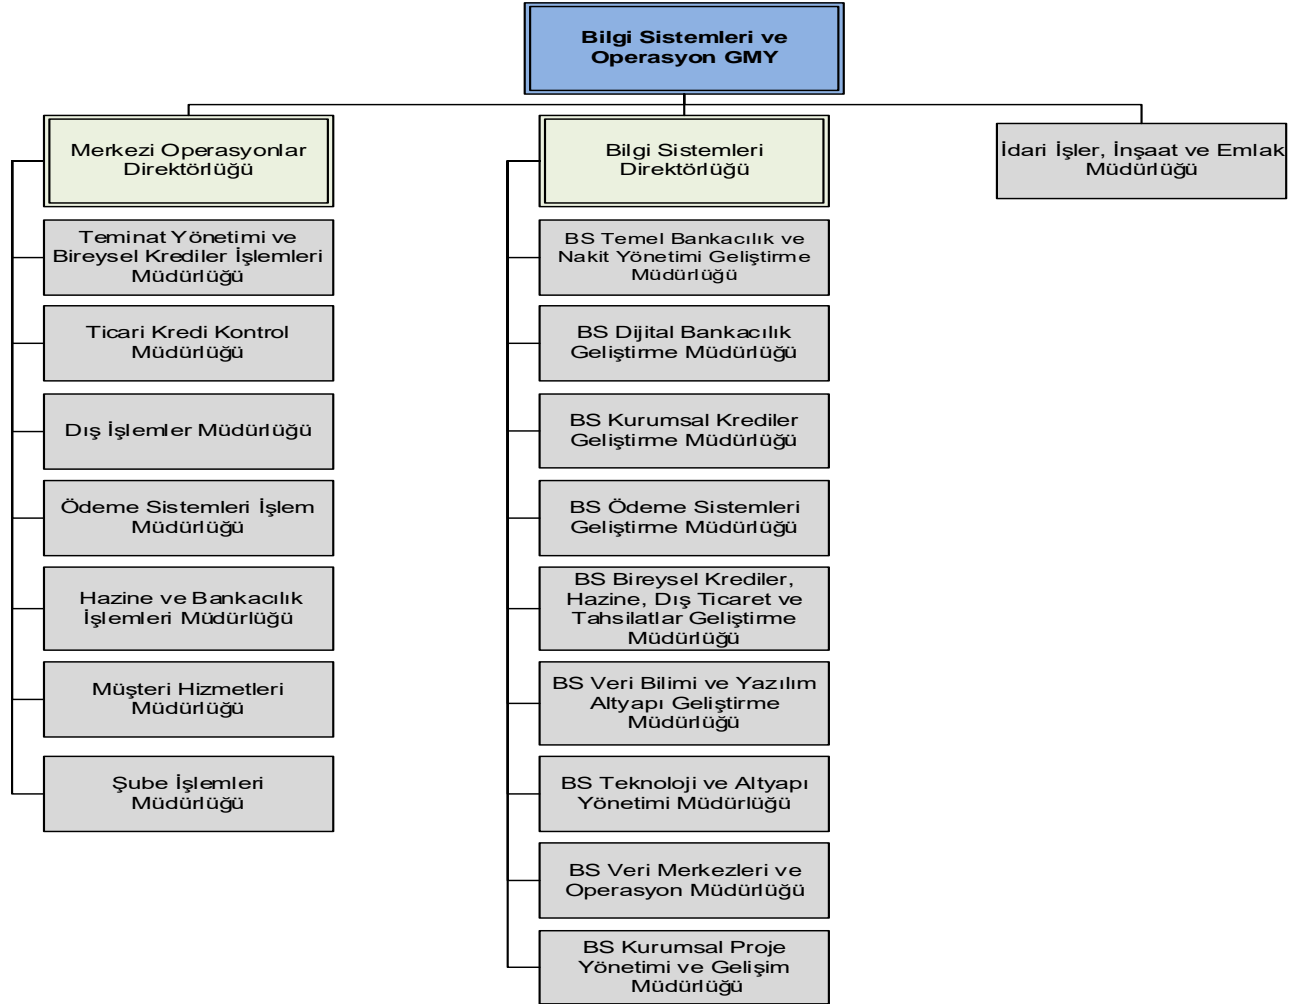 Bilgi Sistemleri ve
Operasyon GMY
Merkezi Operasyonlar
Direktörlüğü
Teminat Yönetimi ve
Bireysel Krediler İşlemleri
Müdürlüğü
Ticari Kredi Kontrol
Müdürlüğü
Dış İşlemler Müdürlüğü
Ödeme Sistemleri İşlem
Müdürlüğü
Hazine ve Bankacılık
İşlemleri Müdürlüğü
Müşteri Hizmetleri
Müdürlüğü
Şube İşlemleri
Müdürlüğü
Bilgi Sistemleri
Direktörlüğü
BS Temel Bankacılık ve
Nakit Yönetimi Geliştirme
Müdürlüğü
BS Dijital Bankacılık
Geliştirme Müdürlüğü
BS Kurumsal Krediler
Geliştirme Müdürlüğü
BS Ödeme Sistemleri
Geliştirme Müdürlüğü
BS Bireysel Krediler,
Hazine, Dış Ticaret ve
Tahsilatlar Geliştirme
Müdürlüğü
BS Veri Bilimi ve Yazılım
Altyapı Geliştirme
Müdürlüğü
BS Teknoloji ve Altyapı
Yönetimi Müdürlüğü
BS Veri Merkezleri ve
Operasyon Müdürlüğü
BS Kurumsal Proje
Yönetimi ve Gelişim
Müdürlüğü
İdari İşler, İnşaat ve Emlak
Müdürlüğü